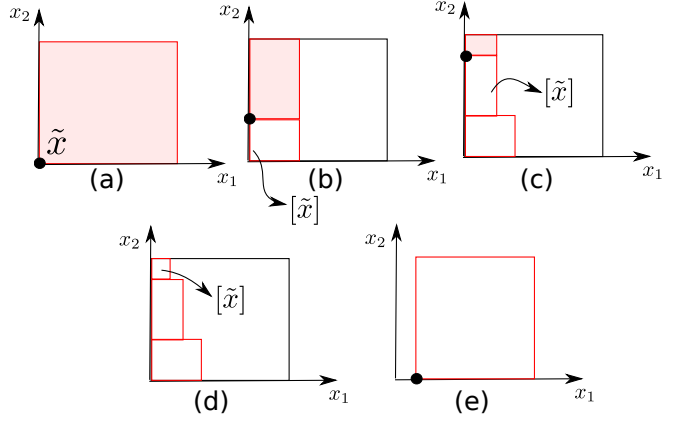 x₂ x₂ x₂
x̃ [x̃]
x₁ x₁ x₁
(a) (b) (c)
[x̃]
x₂ x₂
[x̃]
x₁ x₁
(d) (e)